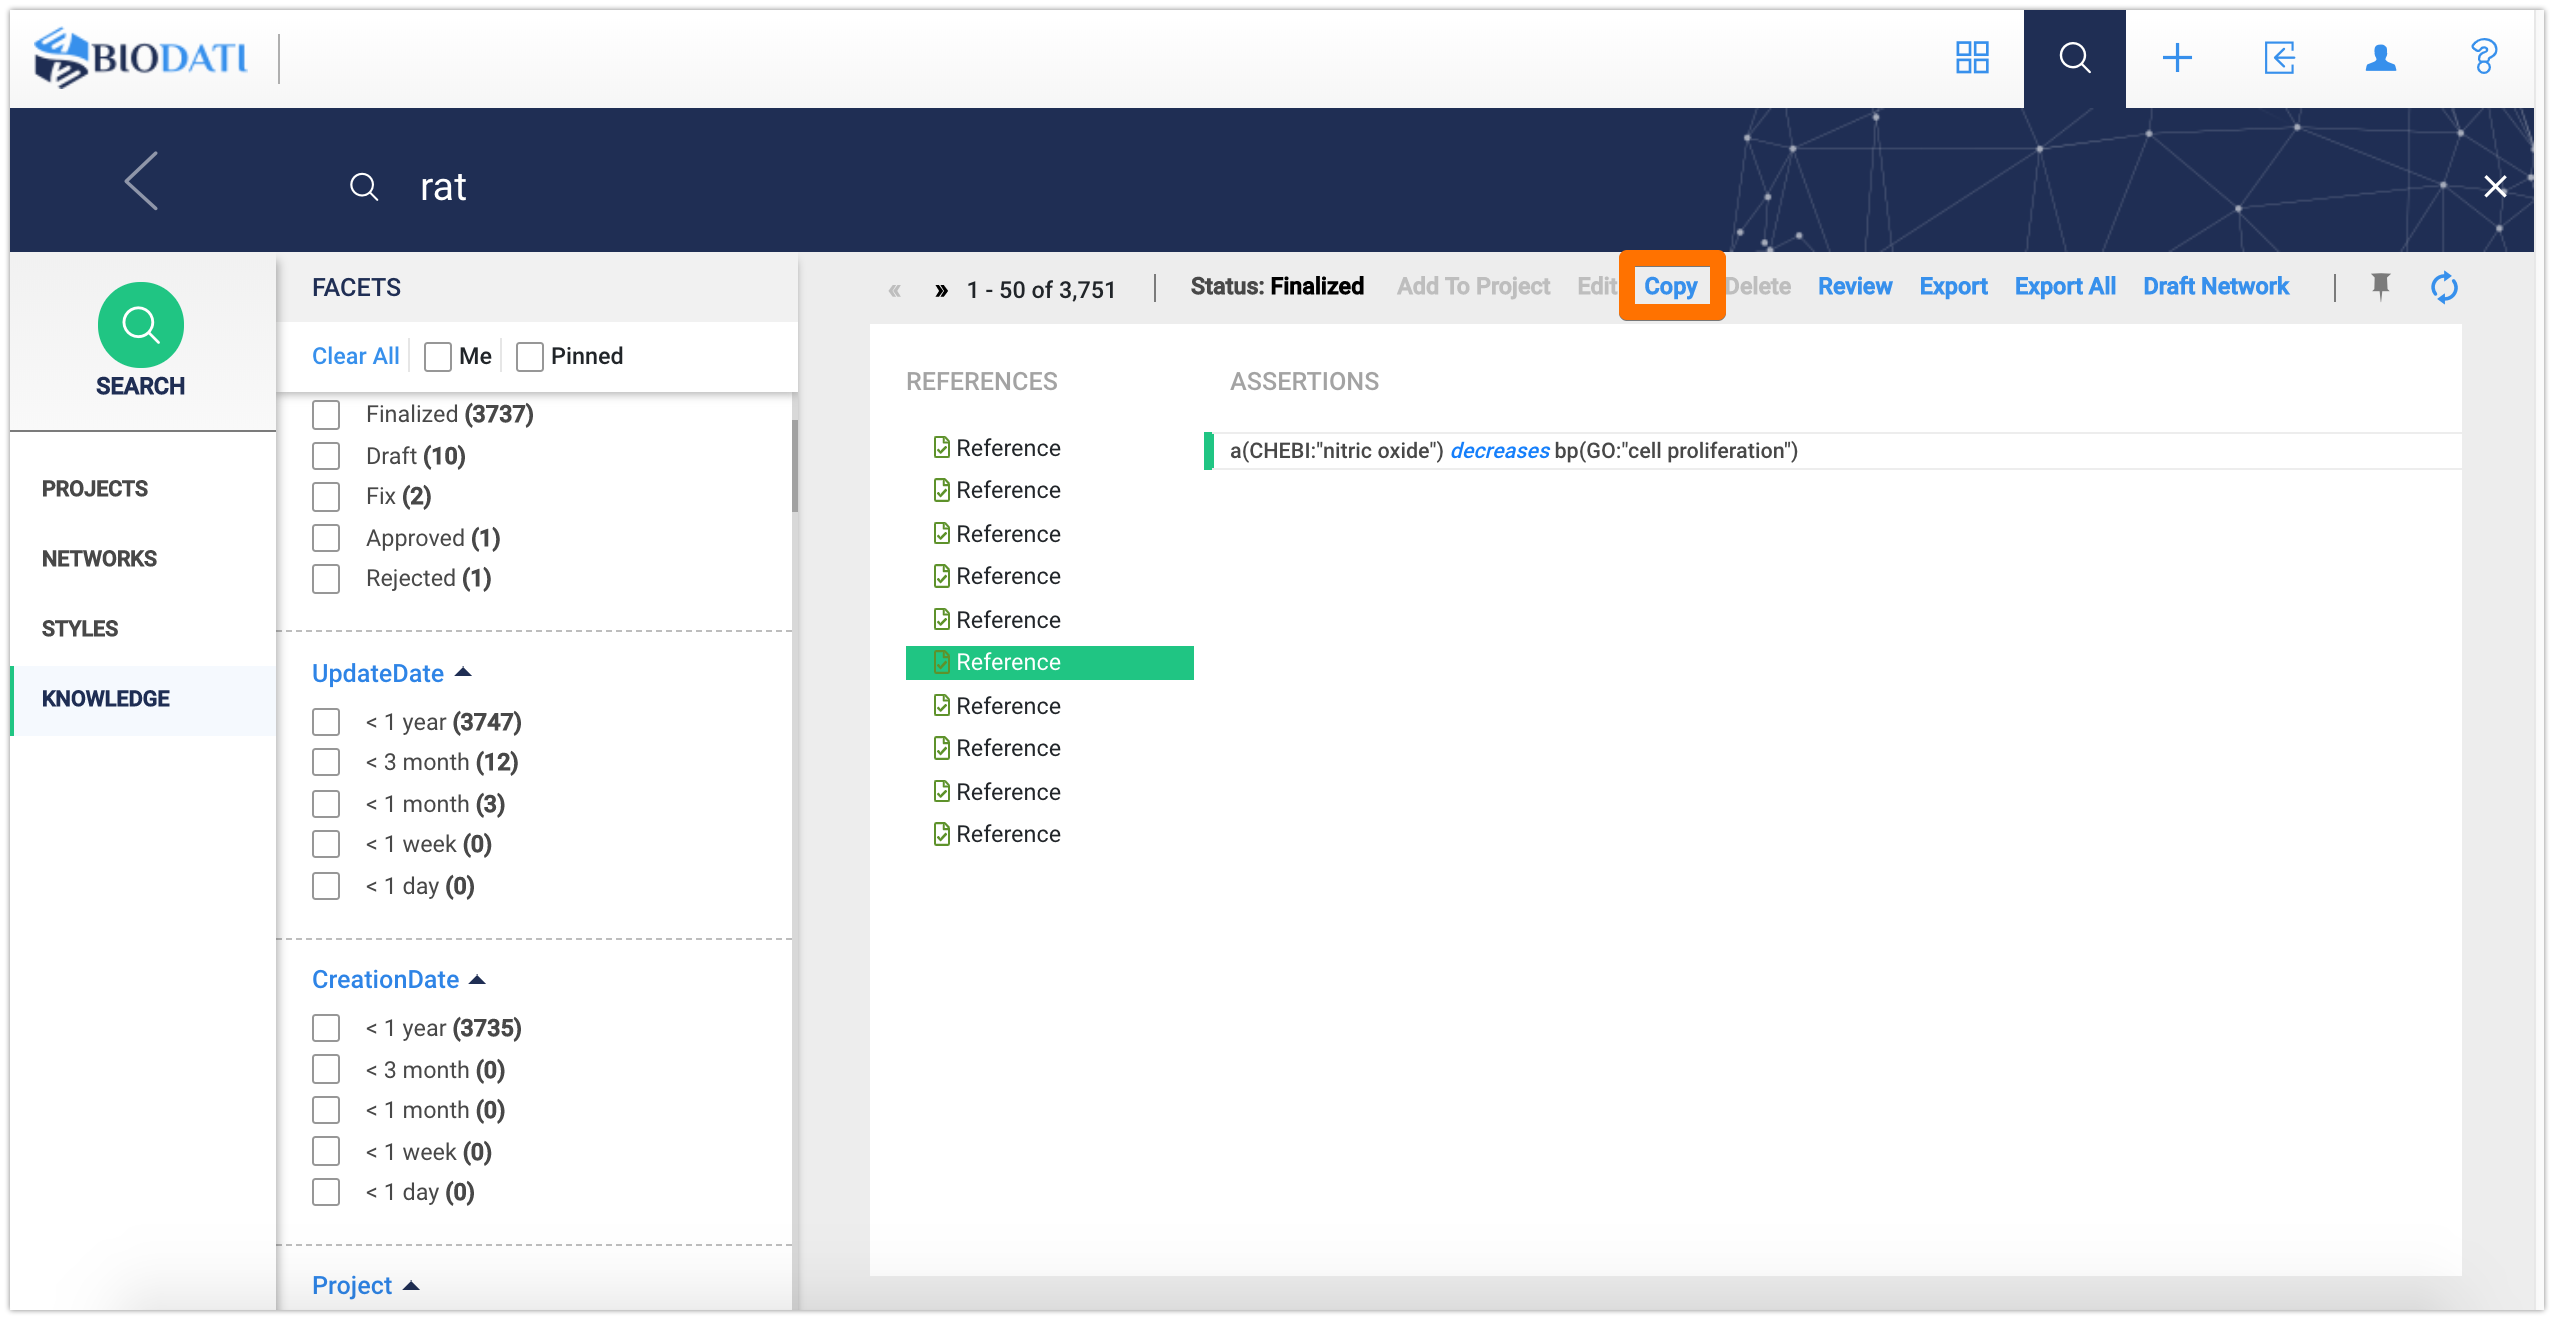 BIODATI
rat
SEARCH
PROJECTS
NETWORKS
STYLES
KNOWLEDGE
FACETS
Clear All Me Pinned
Finalized (3737)
Draft (10)
Fix (2)
Approved (1)
Rejected (1)
UpdateDate
< 1 year (3747)
< 3 month (12)
< 1 month (3)
< 1 week (0)
< 1 day (0)
CreationDate
< 1 year (3735)
< 3 month (0)
< 1 month (0)
< 1 week (0)
< 1 day (0)
Project
« » 1 - 50 of 3,751 Status: Finalized Add To Project Edit Copy Delete Review Export Export All Draft Network
REFERENCES
Reference
Reference
Reference
Reference
Reference
Reference
Reference
Reference
Reference
Reference
ASSERTIONS
a(CHEBI:"nitric oxide") decreases bp(GO:"cell proliferation")